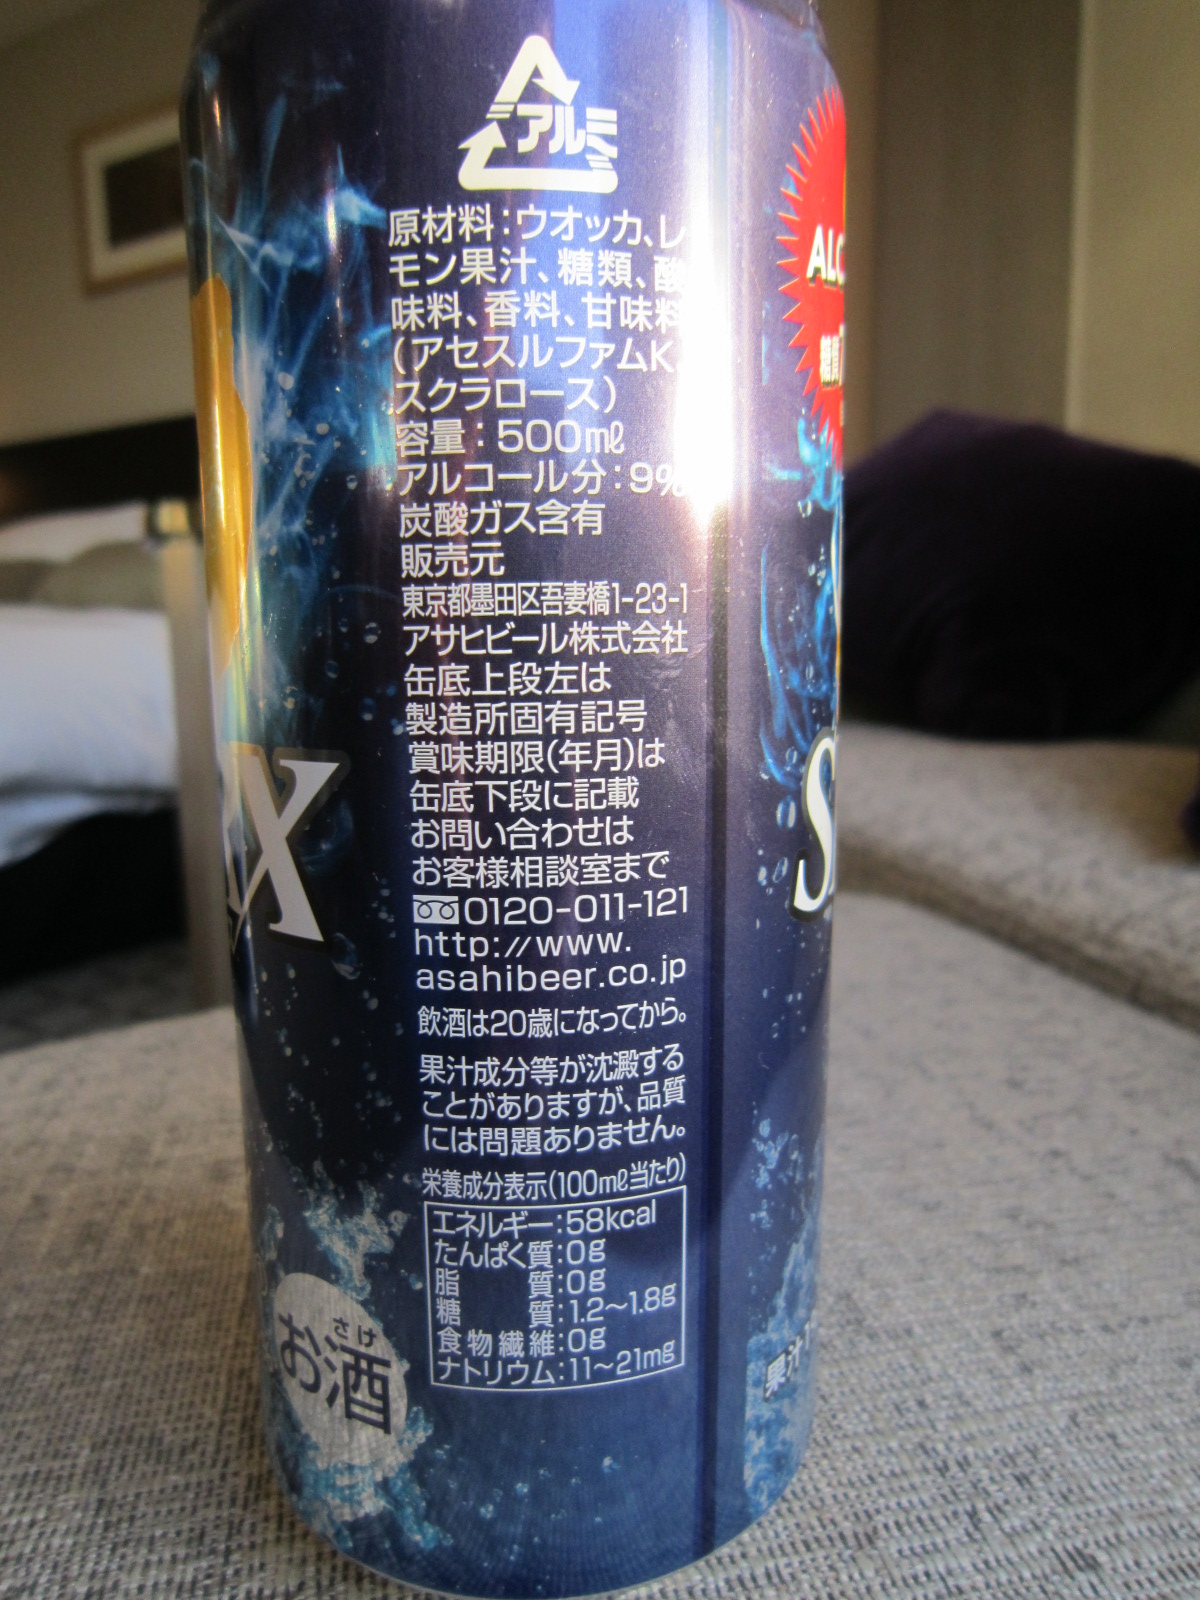 アルミ
原材料：ウオッカ、レ
モン果汁、糖類、酸
味料、香料、甘味料
(アセスルファムK、
スクラロース)
容量：500㎖
アルコール分：9%
炭酸ガス含有
販売元
東京都墨田区吾妻橋1-23-1
アサヒビール株式会社
缶底上段左は
製造所固有記号
賞味期限(年月)は
缶底下段に記載
お問い合わせは
お客様相談室まで
0120-011-121
http://www.
asahibeer.co.jp
飲酒は20歳になってから。
果汁成分等が沈澱する
ことがありますが、品質
には問題ありません。
栄養成分表示(100㎖当たり)
エネルギー：58kcal
たんぱく質：0g
脂　　質：0g
糖　　質：1.2～1.8g
食物繊維：0g
ナトリウム：11～21mg
さけ
お酒
X
ALC
糖質
S
果汁